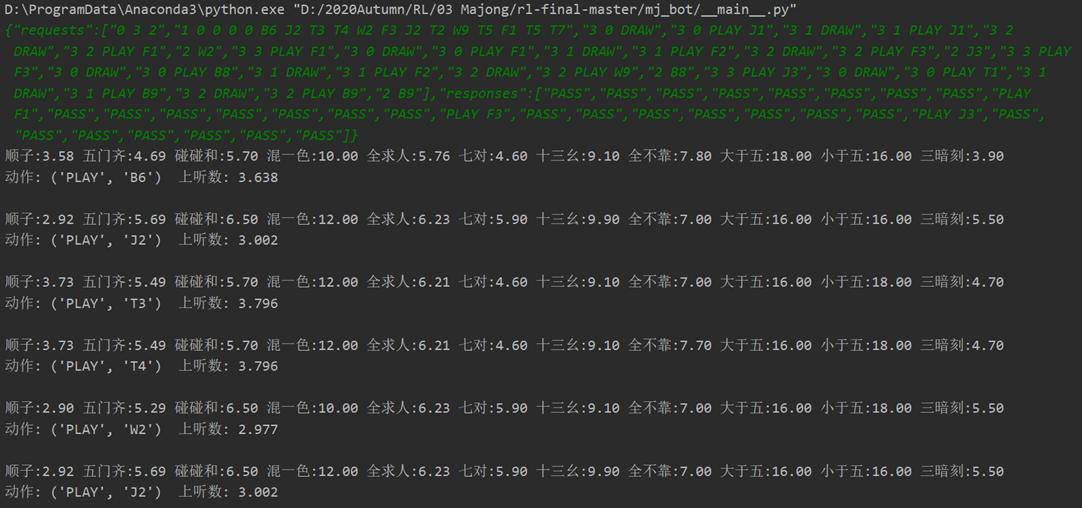 D:\ProgramData\Anaconda3\python.exe "D:/2020Autumn/RL/03 Majong/rl-final-master/mj_bot/__main__.py"
{"requests":["0 3 2","1 0 0 0 0 B6 J2 T3 T4 W2 F3 J2 T2 W9 T5 F1 T5 T7","3 0 DRAW","3 0 PLAY J1","3 1 DRAW","3 1 PLAY J1","3 2
DRAW","3 2 PLAY F1","2 W2","3 3 PLAY F1","3 0 DRAW","3 0 PLAY F1","3 1 DRAW","3 1 PLAY F2","3 2 DRAW","3 2 PLAY F3","2 J3","3 3 PLAY
F3","3 0 DRAW","3 0 PLAY B8","3 1 DRAW","3 1 PLAY F2","3 2 DRAW","3 2 PLAY W9","2 B8","3 3 PLAY J3","3 0 DRAW","3 0 PLAY T1","3 1
DRAW","3 1 PLAY B9","3 2 DRAW","3 2 PLAY B9","2 B9"],"responses":["PASS","PASS","PASS","PASS","PASS","PASS","PASS","PASS","PLAY
F1","PASS","PASS","PASS","PASS","PASS","PASS","PASS","PLAY F3","PASS","PASS","PASS","PASS","PASS","PASS","PASS","PLAY J3","PASS",
"PASS","PASS","PASS","PASS","PASS","PASS"]}
顺子:3.58 五门齐:4.69 碰碰和:5.70 混一色:10.00 全求人:5.76 七对:4.60 十三幺:9.10 全不靠:7.80 大于五:18.00 小于五:16.00 三暗刻:3.90
动作: ('PLAY', 'B6') 上听数: 3.638
顺子:2.92 五门齐:5.69 碰碰和:6.50 混一色:12.00 全求人:6.23 七对:5.90 十三幺:9.90 全不靠:7.00 大于五:16.00 小于五:16.00 三暗刻:5.50
动作: ('PLAY', 'J2') 上听数: 3.002
顺子:3.73 五门齐:5.49 碰碰和:5.70 混一色:12.00 全求人:6.21 七对:4.60 十三幺:9.10 全不靠:7.70 大于五:16.00 小于五:18.00 三暗刻:4.70
动作: ('PLAY', 'T3') 上听数: 3.796
顺子:3.73 五门齐:5.49 碰碰和:5.70 混一色:12.00 全求人:6.21 七对:4.60 十三幺:9.10 全不靠:7.70 大于五:16.00 小于五:18.00 三暗刻:4.70
动作: ('PLAY', 'T4') 上听数: 3.796
顺子:2.90 五门齐:5.29 碰碰和:6.50 混一色:10.00 全求人:6.23 七对:5.90 十三幺:9.10 全不靠:7.00 大于五:16.00 小于五:18.00 三暗刻:5.50
动作: ('PLAY', 'W2') 上听数: 2.977
顺子:2.92 五门齐:5.69 碰碰和:6.50 混一色:12.00 全求人:6.23 七对:5.90 十三幺:9.90 全不靠:7.00 大于五:16.00 小于五:16.00 三暗刻:5.50
动作: ('PLAY', 'J2') 上听数: 3.002